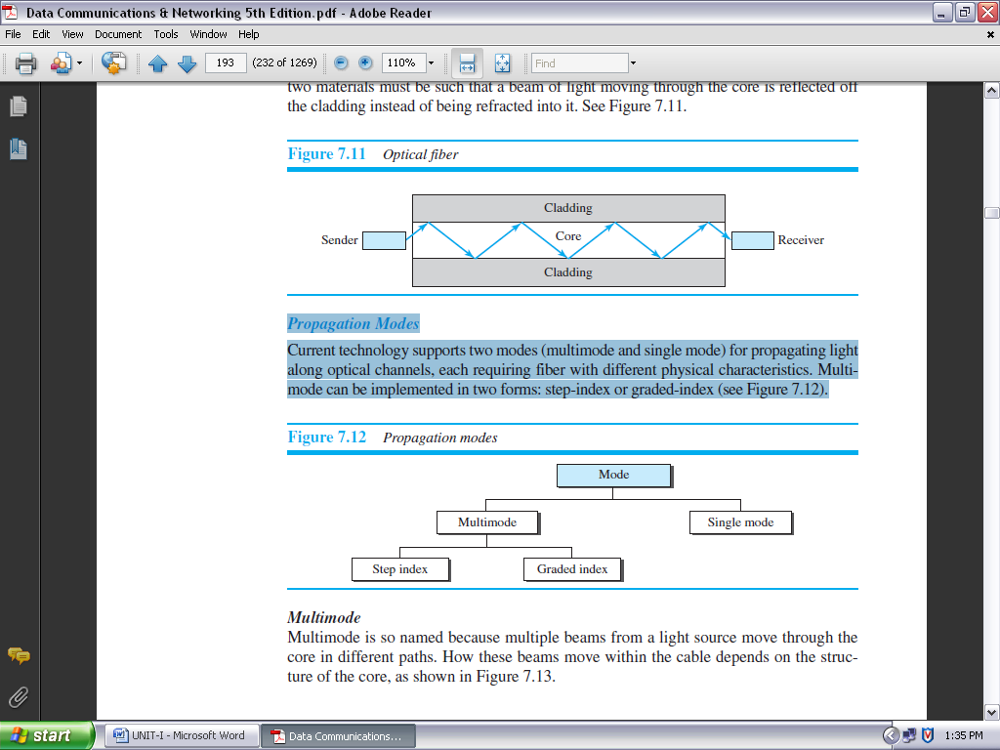 Data Communications & Networking 5th Edition.pdf - Adobe Reader
File Edit View Document Tools Window Help
193 (232 of 1269) 110% Find
two materials must be such that a beam of light moving through the core is reflected off
the cladding instead of being refracted into it. See Figure 7.11.
Figure 7.11 Optical fiber
Cladding
Sender Core Receiver
Cladding
Propagation Modes
Current technology supports two modes (multimode and single mode) for propagating light
along optical channels, each requiring fiber with different physical characteristics. Multi-
mode can be implemented in two forms: step-index or graded-index (see Figure 7.12).
Figure 7.12 Propagation modes
Mode
Multimode Single mode
Step index Graded index
Multimode
Multimode is so named because multiple beams from a light source move through the
core in different paths. How these beams move within the cable depends on the struc-
ture of the core, as shown in Figure 7.13.
start UNIT-I - Microsoft Word Data Communications... 1:35 PM